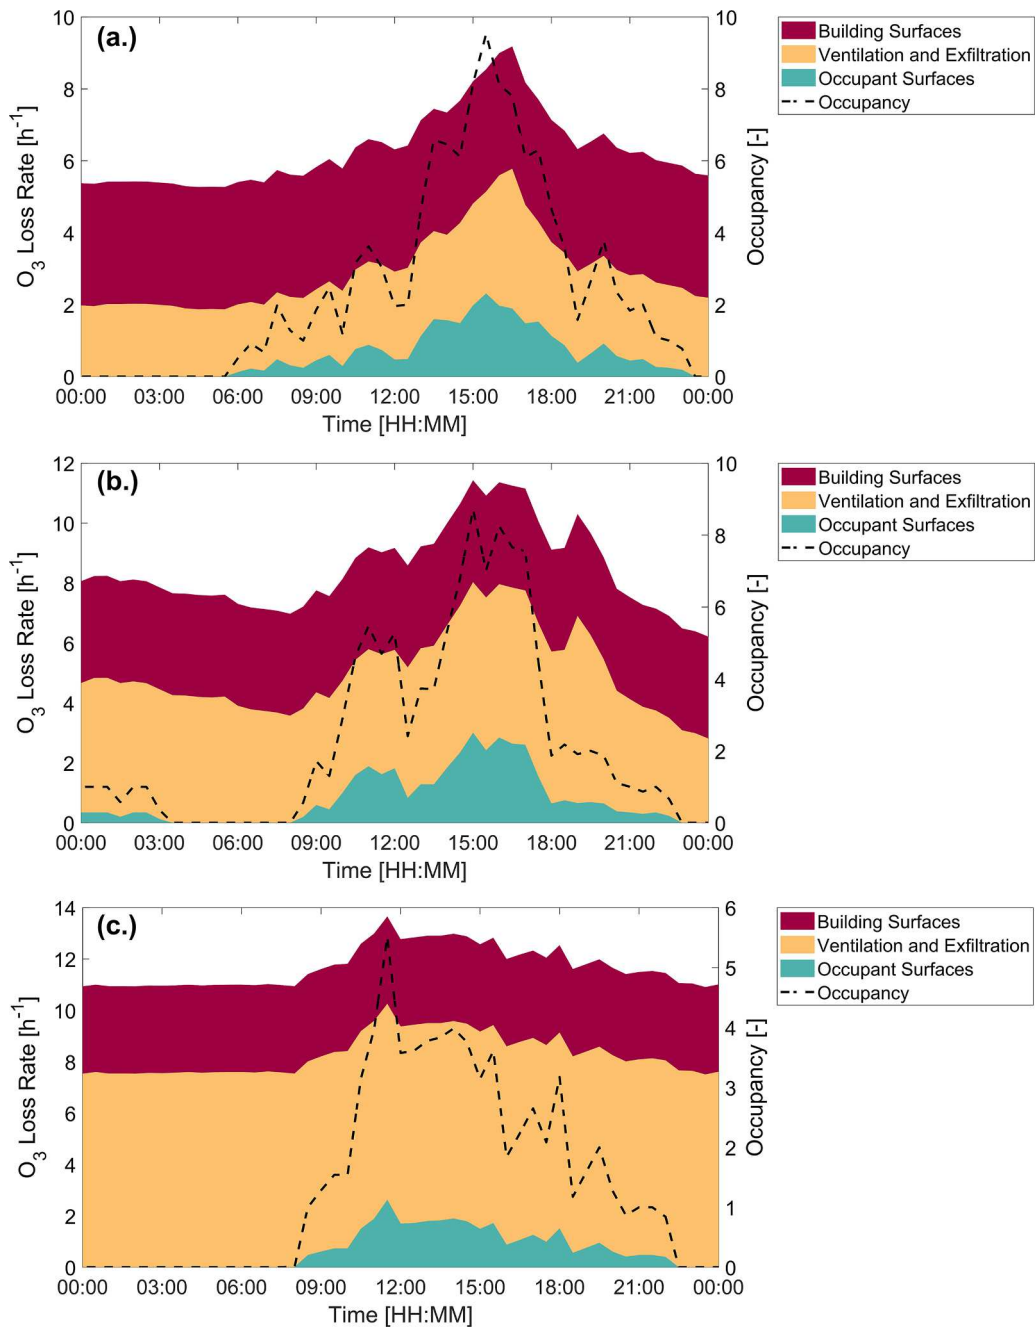 (a.)
10
8
6
4
2
0
O3 Loss Rate [h-1]
10
8
6
4
2
0
Occupancy [-]
00:00 03:00 06:00 09:00 12:00 15:00 18:00 21:00 00:00
Time [HH:MM]
Building Surfaces
Ventilation and Exfiltration
Occupant Surfaces
Occupancy
(b.)
12
10
8
6
4
2
0
O3 Loss Rate [h-1]
10
8
6
4
2
0
Occupancy [-]
00:00 03:00 06:00 09:00 12:00 15:00 18:00 21:00 00:00
Time [HH:MM]
Building Surfaces
Ventilation and Exfiltration
Occupant Surfaces
Occupancy
(c.)
14
12
10
8
6
4
2
0
O3 Loss Rate [h-1]
6
5
4
3
2
1
0
Occupancy [-]
00:00 03:00 06:00 09:00 12:00 15:00 18:00 21:00 00:00
Time [HH:MM]
Building Surfaces
Ventilation and Exfiltration
Occupant Surfaces
Occupancy